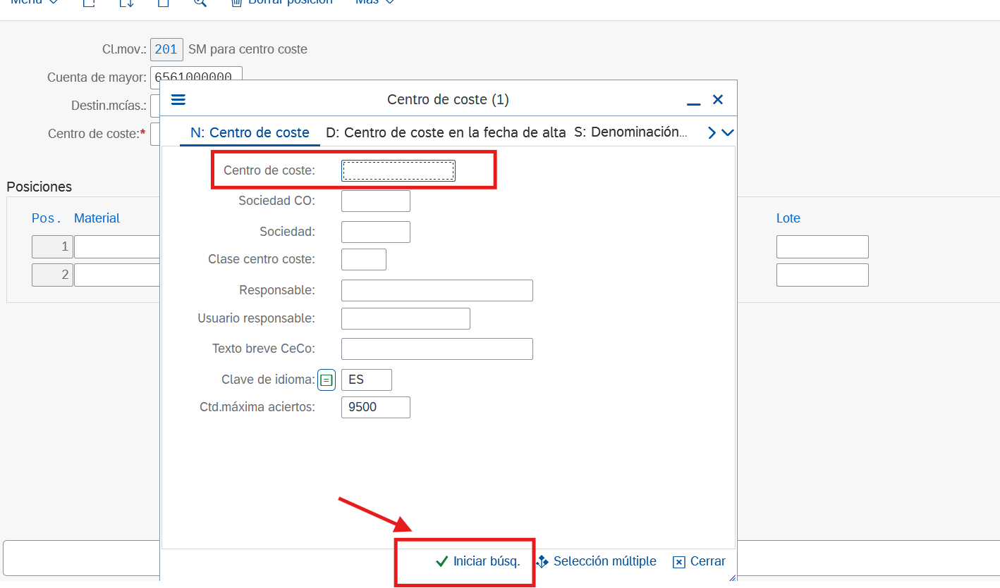 Menú
Borrar posición
Más
Cl.mov.: 201 SM para centro coste
Cuenta de mayor: 6561000000
Destin.mcías.:
Centro de coste:*
Centro de coste (1)
N: Centro de coste D: Centro de coste en la fecha de alta S: Denominación...
Centro de coste:
Sociedad CO:
Sociedad:
Clase centro coste:
Responsable:
Usuario responsable:
Texto breve CeCo:
Clave de idioma: = ES
Ctd.máxima aciertos: 9500
Iniciar búsq. Selección múltiple Cerrar
Posiciones
Pos. Material Lote
1
2